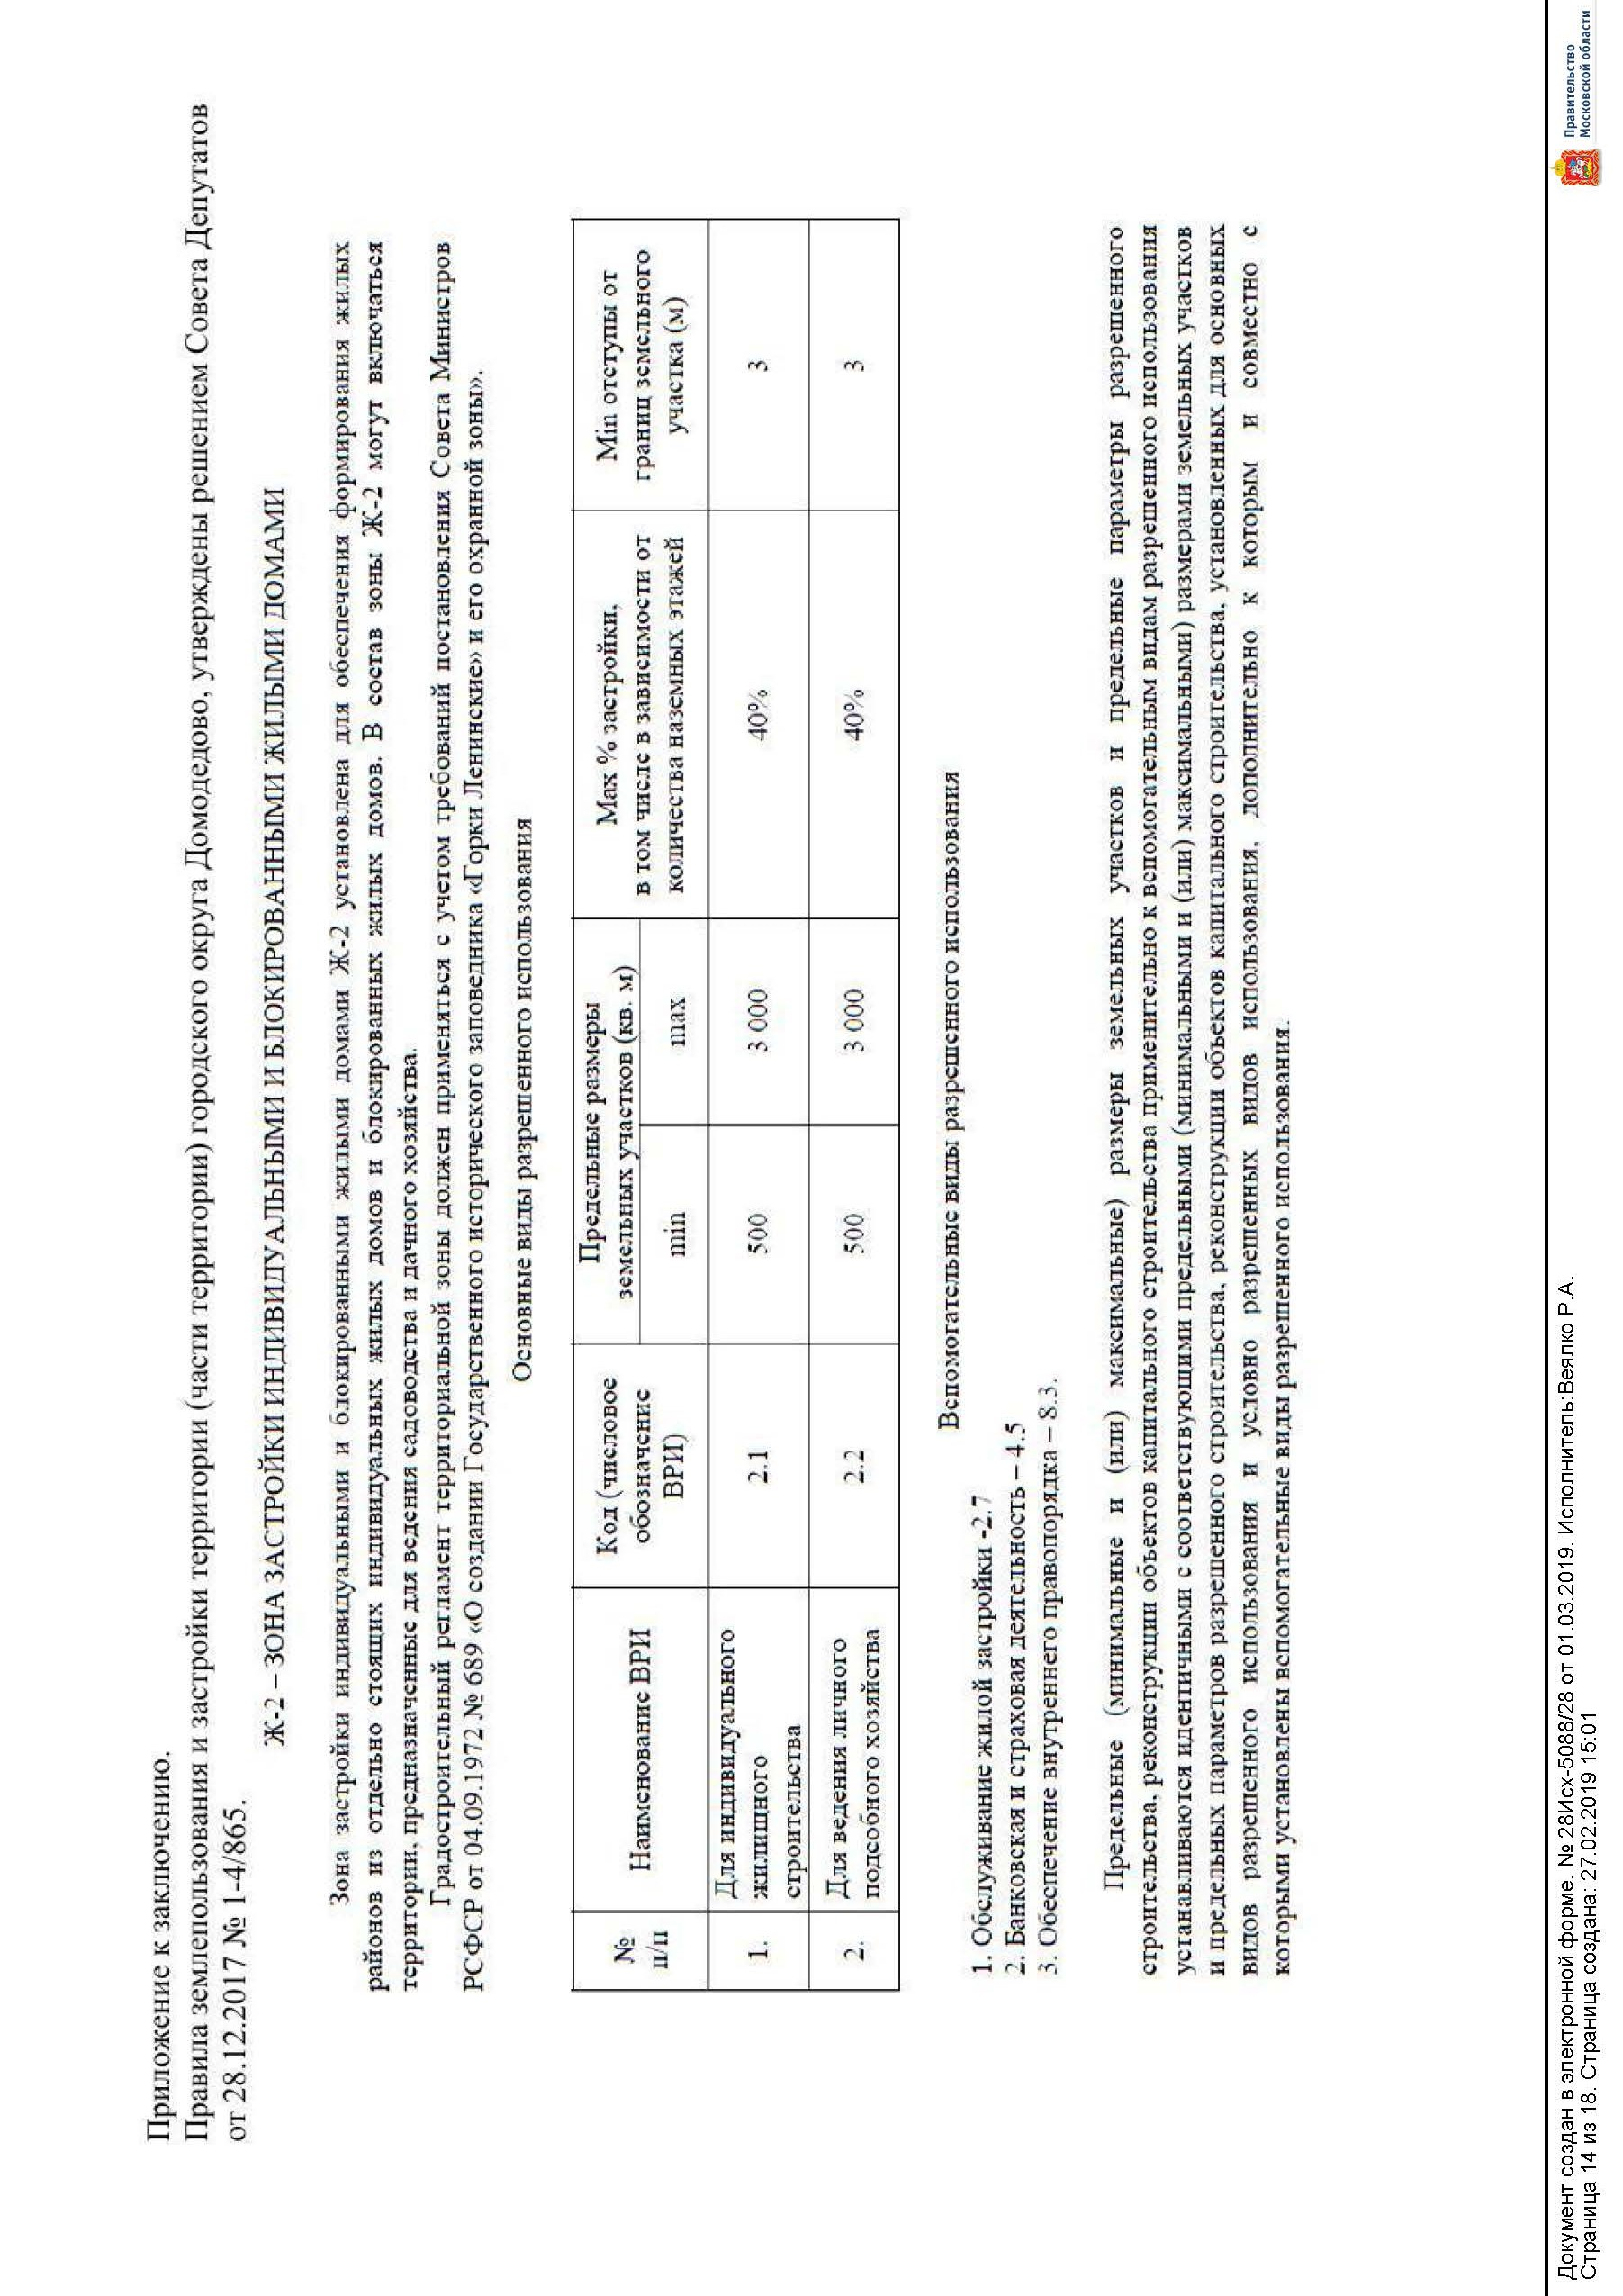 Приложение к заключению.
Правила землепользования и застройки территории (части территории) городского округа Домодедово, утверждены решением Совета Депутатов
от 28.12.2017 № 1-4/865.
Ж-2 – ЗОНА ЗАСТРОЙКИ ИНДИВИДУАЛЬНЫМИ И БЛОКИРОВАННЫМИ ЖИЛЫМИ ДОМАМИ
Зона застройки индивидуальными и блокированными жилыми домами Ж-2 установлена для обеспечения формирования жилых
районов из отдельно стоящих индивидуальных жилых домов и блокированных жилых домов. В состав зоны Ж-2 могут включаться
территории, предназначенные для ведения садоводства и дачного хозяйства.
Градостроительный регламент территориальной зоны должен применяться с учетом требований постановления Совета Министров
РСФСР от 04.09.1972 № 689 «О создании Государственного исторического заповедника «Горки Ленинские» и его охранной зоны».
Основные виды разрешенного использования
№
п/п
Наименование ВРИ
Код (числовое
обозначение
ВРИ)
Предельные размеры
земельных участков (кв. м)
min
max
Max % застройки,
в том числе в зависимости от
количества наземных этажей
Min отступы от
границ земельного
участка (м)
1.
Для индивидуального
жилищного
строительства
2.1
500
3 000
40%
3
2.
Для ведения личного
подсобного хозяйства
2.2
500
3 000
40%
3
Вспомогательные виды разрешенного использования
1. Обслуживание жилой застройки -2.7
2. Банковская и страховая деятельность – 4.5
3. Обеспечение внутреннего правопорядка – 8.3.
Предельные (минимальные и (или) максимальные) размеры земельных участков и предельные параметры разрешенного
строительства, реконструкции объектов капитального строительства применительно к вспомогательным видам разрешенного использования
устанавливаются идентичными с соответствующими предельными (минимальными и (или) максимальными) размерами земельных участков
и предельных параметров разрешенного строительства, реконструкции объектов капитального строительства, установленных для основных
видов разрешенного использования и условно разрешенных видов использования, дополнительно к которым и совместно с
которыми установлены вспомогательные виды разрешенного использования.
Документ создан в электронной форме. № 28Исх-5088/28 от 01.03.2019. Исполнитель:Веялко Р.А.
Страница 14 из 18. Страница создана: 27.02.2019 15:01
Правительство
Московской области